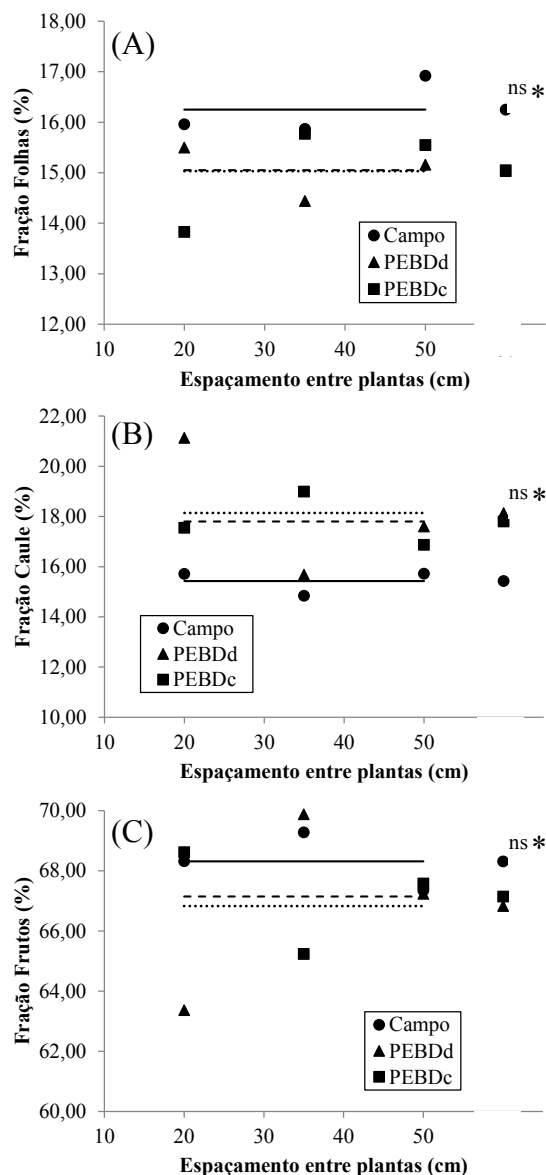 (A)
Fração Folhas (%)
18,00
17,00
16,00
15,00
14,00
13,00
12,00
ns *
Campo
PEBDd
PEBDc
10 20 30 40 50
Espaçamento entre plantas (cm)
(B)
Fração Caule (%)
22,00
20,00
18,00
16,00
14,00
12,00
10,00
ns *
Campo
PEBDd
PEBDc
10 20 30 40 50
Espaçamento entre plantas (cm)
(C)
Fração Frutos (%)
70,00
68,00
66,00
64,00
62,00
60,00
ns *
Campo
PEBDd
PEBDc
10 20 30 40 50
Espaçamento entre plantas (cm)